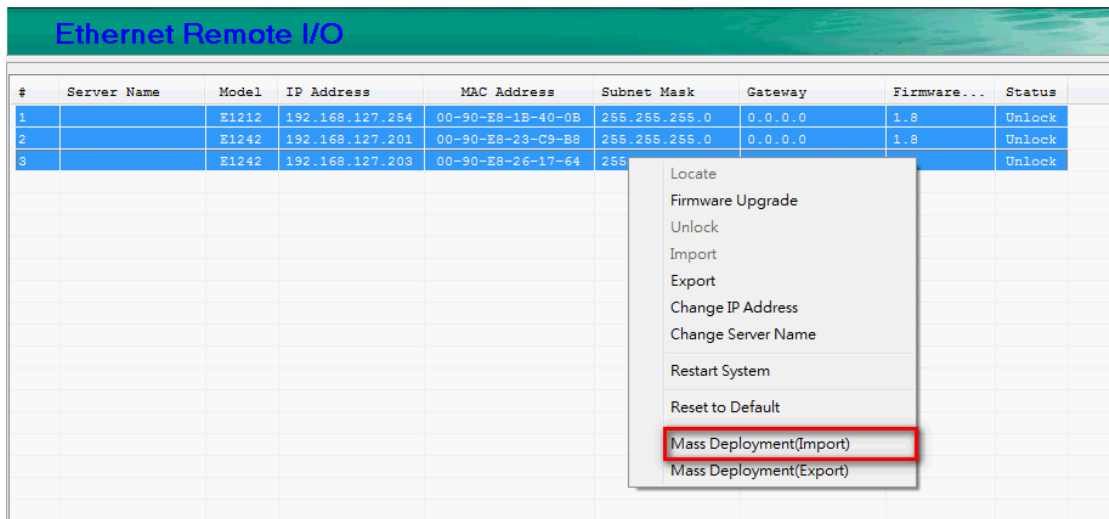 Ethernet Remote I/O
# Server Name Model IP Address MAC Address Subnet Mask Gateway Firmware... Status
1 E1212 192.168.127.254 00-90-E8-1B-40-0B 255.255.255.0 0.0.0.0 1.8 Unlock
2 E1242 192.168.127.201 00-90-E8-23-C9-B8 255.255.255.0 0.0.0.0 1.8 Unlock
3 E1242 192.168.127.203 00-90-E8-26-17-64 255 Unlock
Locate
Firmware Upgrade
Unlock
Import
Export
Change IP Address
Change Server Name
Restart System
Reset to Default
Mass Deployment(Import)
Mass Deployment(Export)